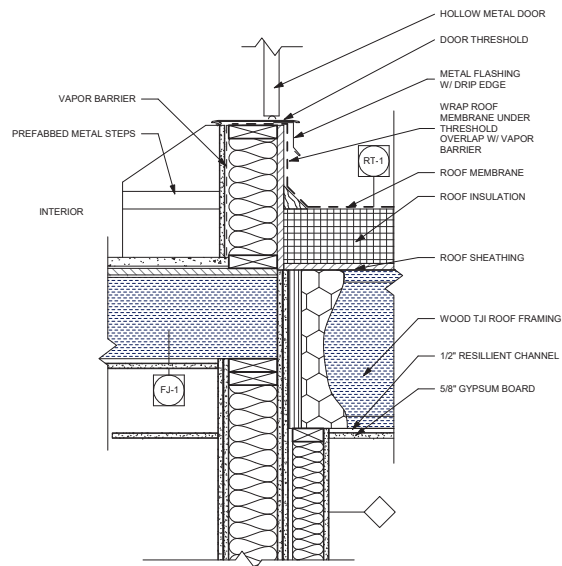 HOLLOW METAL DOOR
DOOR THRESHOLD
METAL FLASHING
W/ DRIP EDGE
VAPOR BARRIER
WRAP ROOF
MEMBRANE UNDER
THRESHOLD
OVERLAP W/ VAPOR
BARRIER
PREFABBED METAL STEPS
RT-1
ROOF MEMBRANE
ROOF INSULATION
INTERIOR
ROOF SHEATHING
WOOD TJI ROOF FRAMING
1/2" RESILLIENT CHANNEL
5/8" GYPSUM BOARD
FJ-1